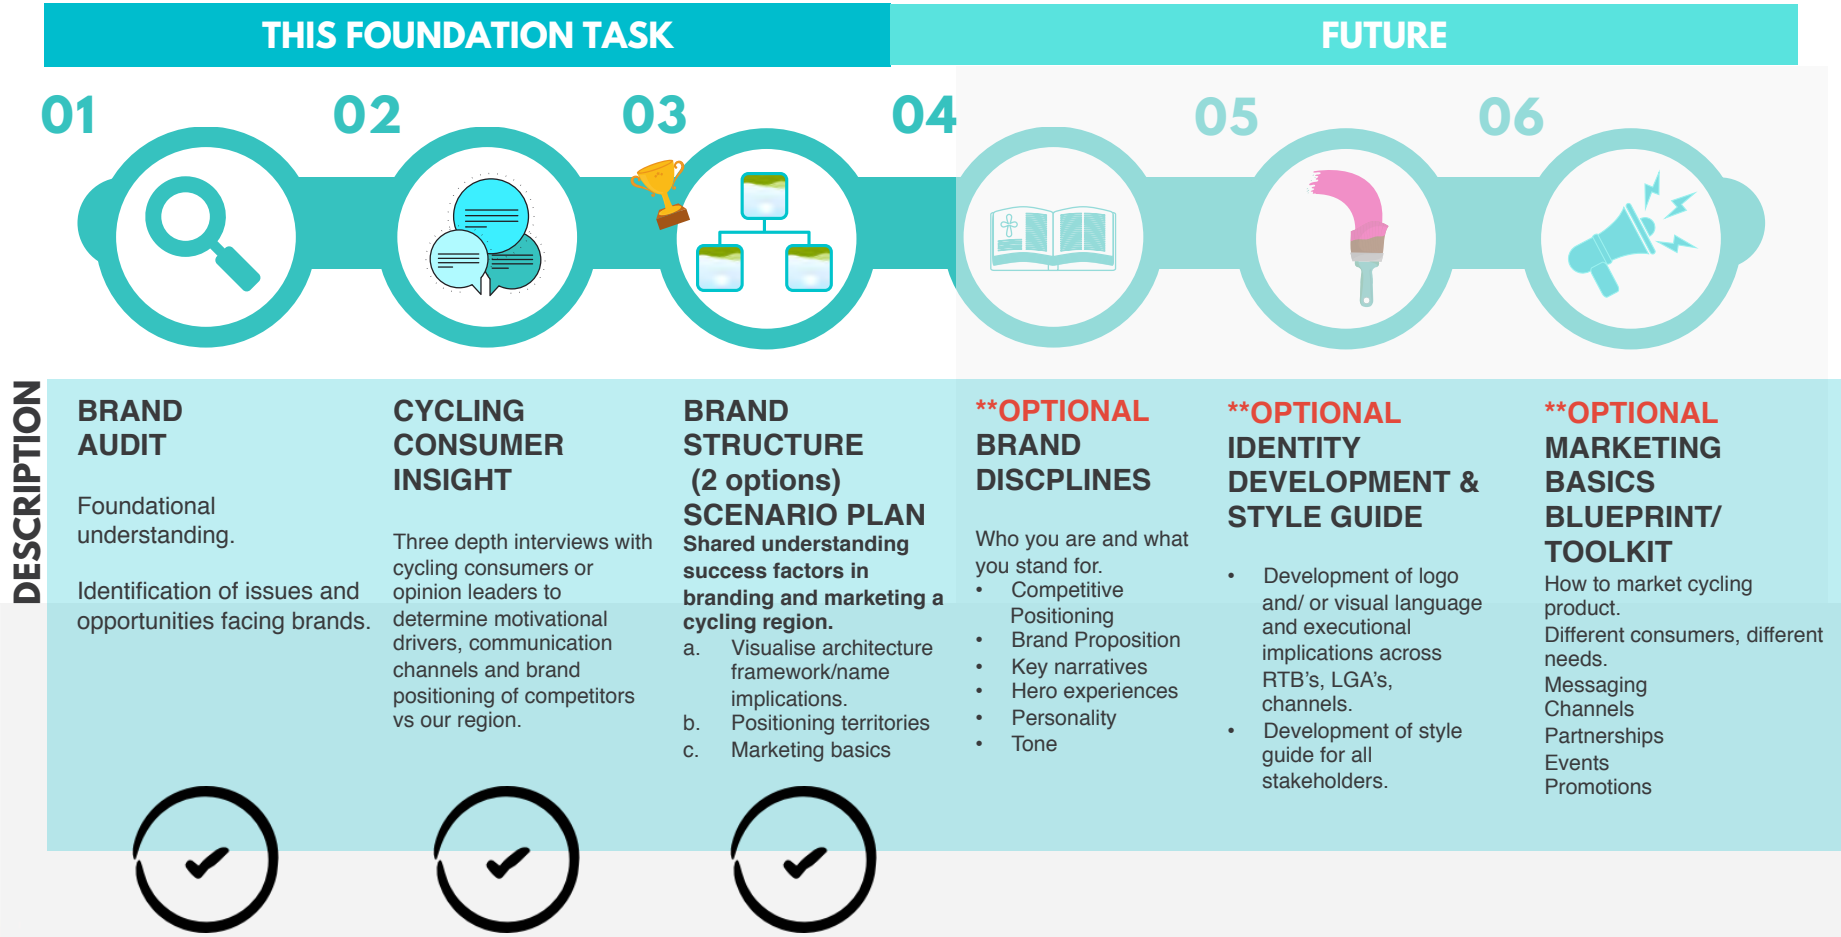 THIS FOUNDATION TASK
FUTURE
01
02
03
04
05
06
DESCRIPTION
BRAND
AUDIT
Foundational
understanding.
Identification of issues and
opportunities facing brands.
CYCLING
CONSUMER
INSIGHT
Three depth interviews with
cycling consumers or
opinion leaders to
determine motivational
drivers, communication
channels and brand
positioning of competitors
vs our region.
BRAND
STRUCTURE
(2 options)
SCENARIO PLAN
Shared understanding
success factors in
branding and marketing a
cycling region.
a. Visualise architecture
framework/name
implications.
b. Positioning territories
c. Marketing basics
**OPTIONAL
BRAND
DISCPLINES
Who you are and what
you stand for.
• Competitive
Positioning
• Brand Proposition
• Key narratives
• Hero experiences
• Personality
• Tone
**OPTIONAL
IDENTITY
DEVELOPMENT &
STYLE GUIDE
• Development of logo
and/ or visual language
and executional
implications across
RTB's, LGA's,
channels.
• Development of style
guide for all
stakeholders.
**OPTIONAL
MARKETING
BASICS
BLUEPRINT/
TOOLKIT
How to market cycling
product.
Different consumers, different
needs.
Messaging
Channels
Partnerships
Events
Promotions